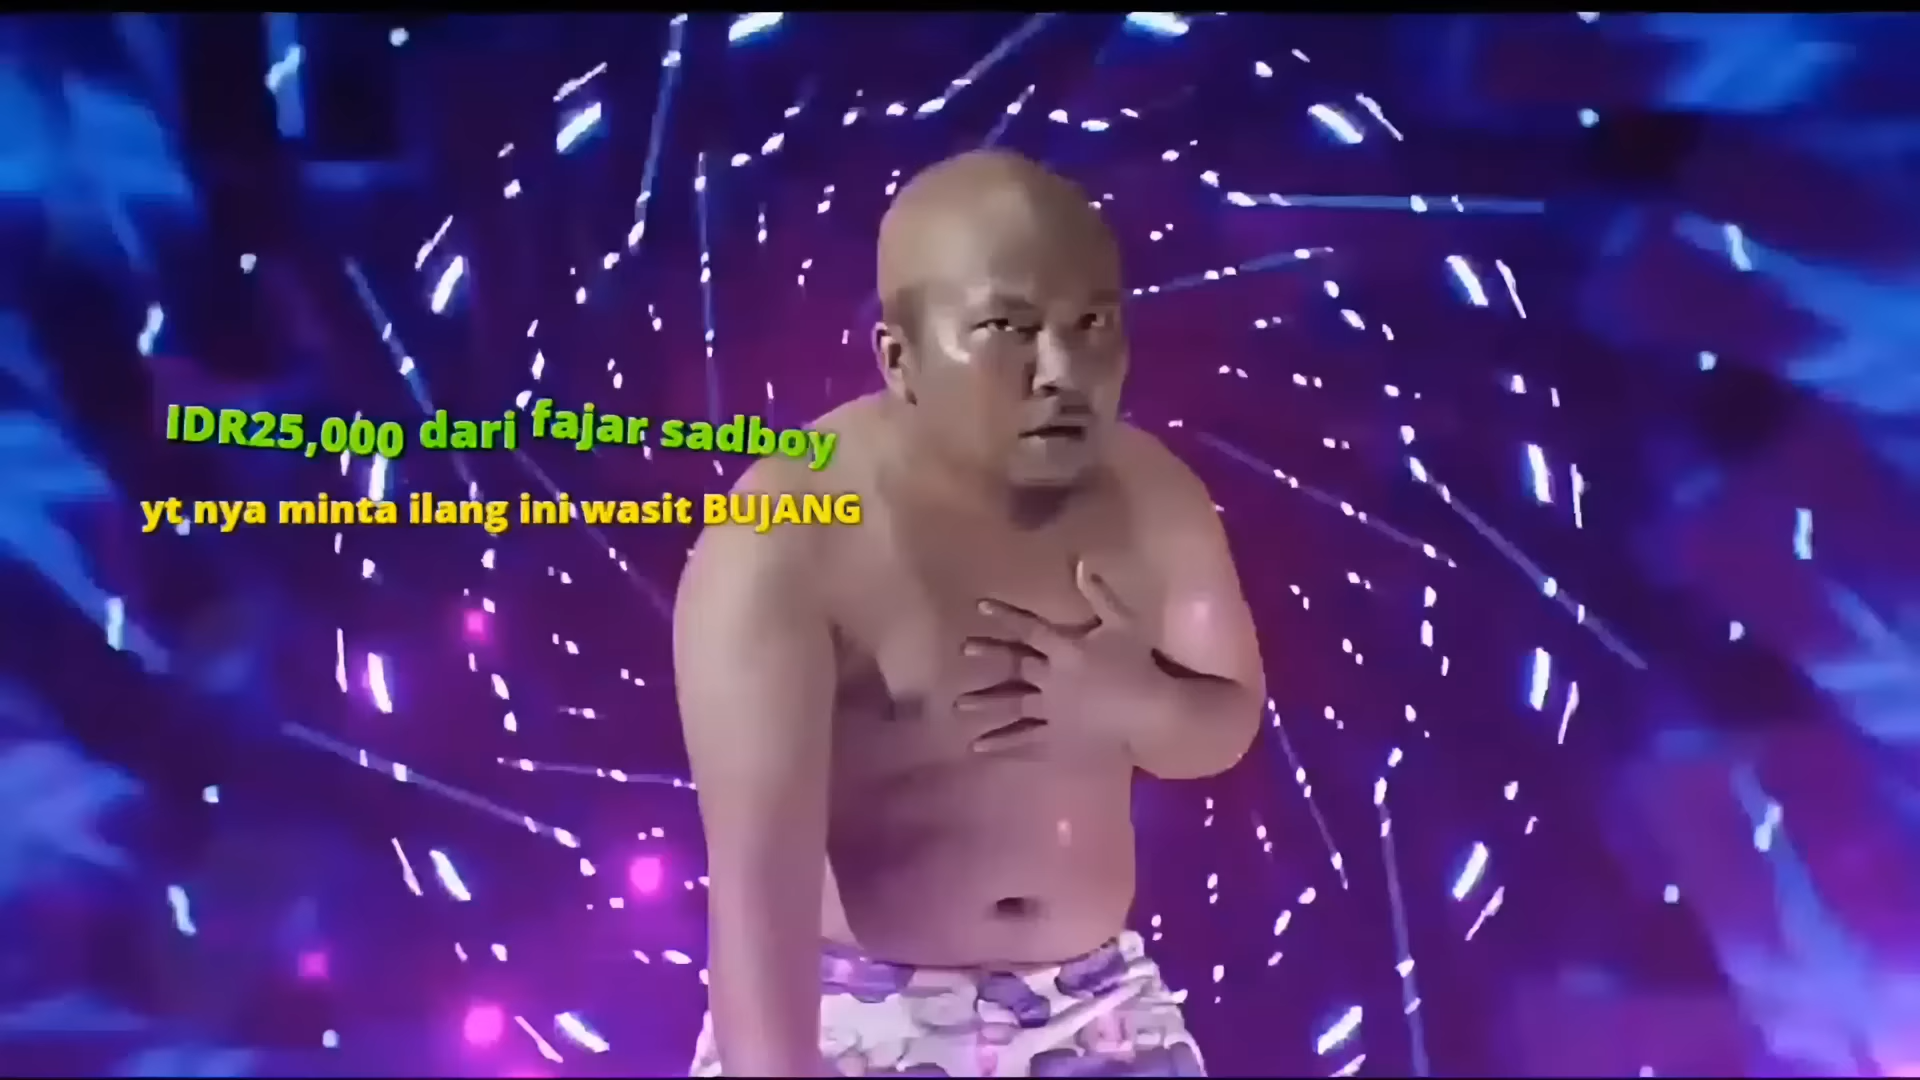 IDR25,000 dari fajar sadboy
yt nya minta ilang ini wasit BUJANG